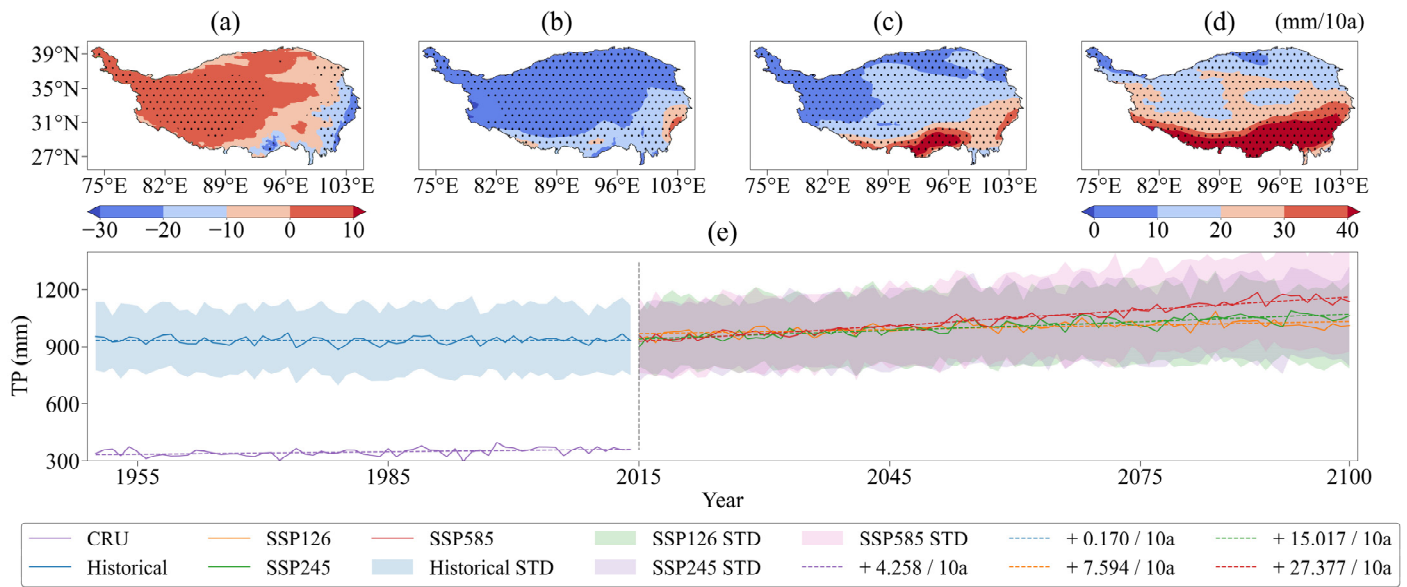 (a) (b) (c) (d) (mm/10a)
39°N
35°N
31°N
27°N
75°E 82°E 89°E 96°E 103°E 75°E 82°E 89°E 96°E 103°E 75°E 82°E 89°E 96°E 103°E 75°E 82°E 89°E 96°E 103°E
−30 −20 −10 0 10 0 10 20 30 40
(e)
TP (mm)
1200
900
600
300
1955 1985 2015 2045 2075 2100
Year
CRU SSP126 SSP585 SSP126 STD SSP585 STD + 0.170 / 10a + 15.017 / 10a
Historical SSP245 Historical STD SSP245 STD + 4.258 / 10a + 7.594 / 10a + 27.377 / 10a